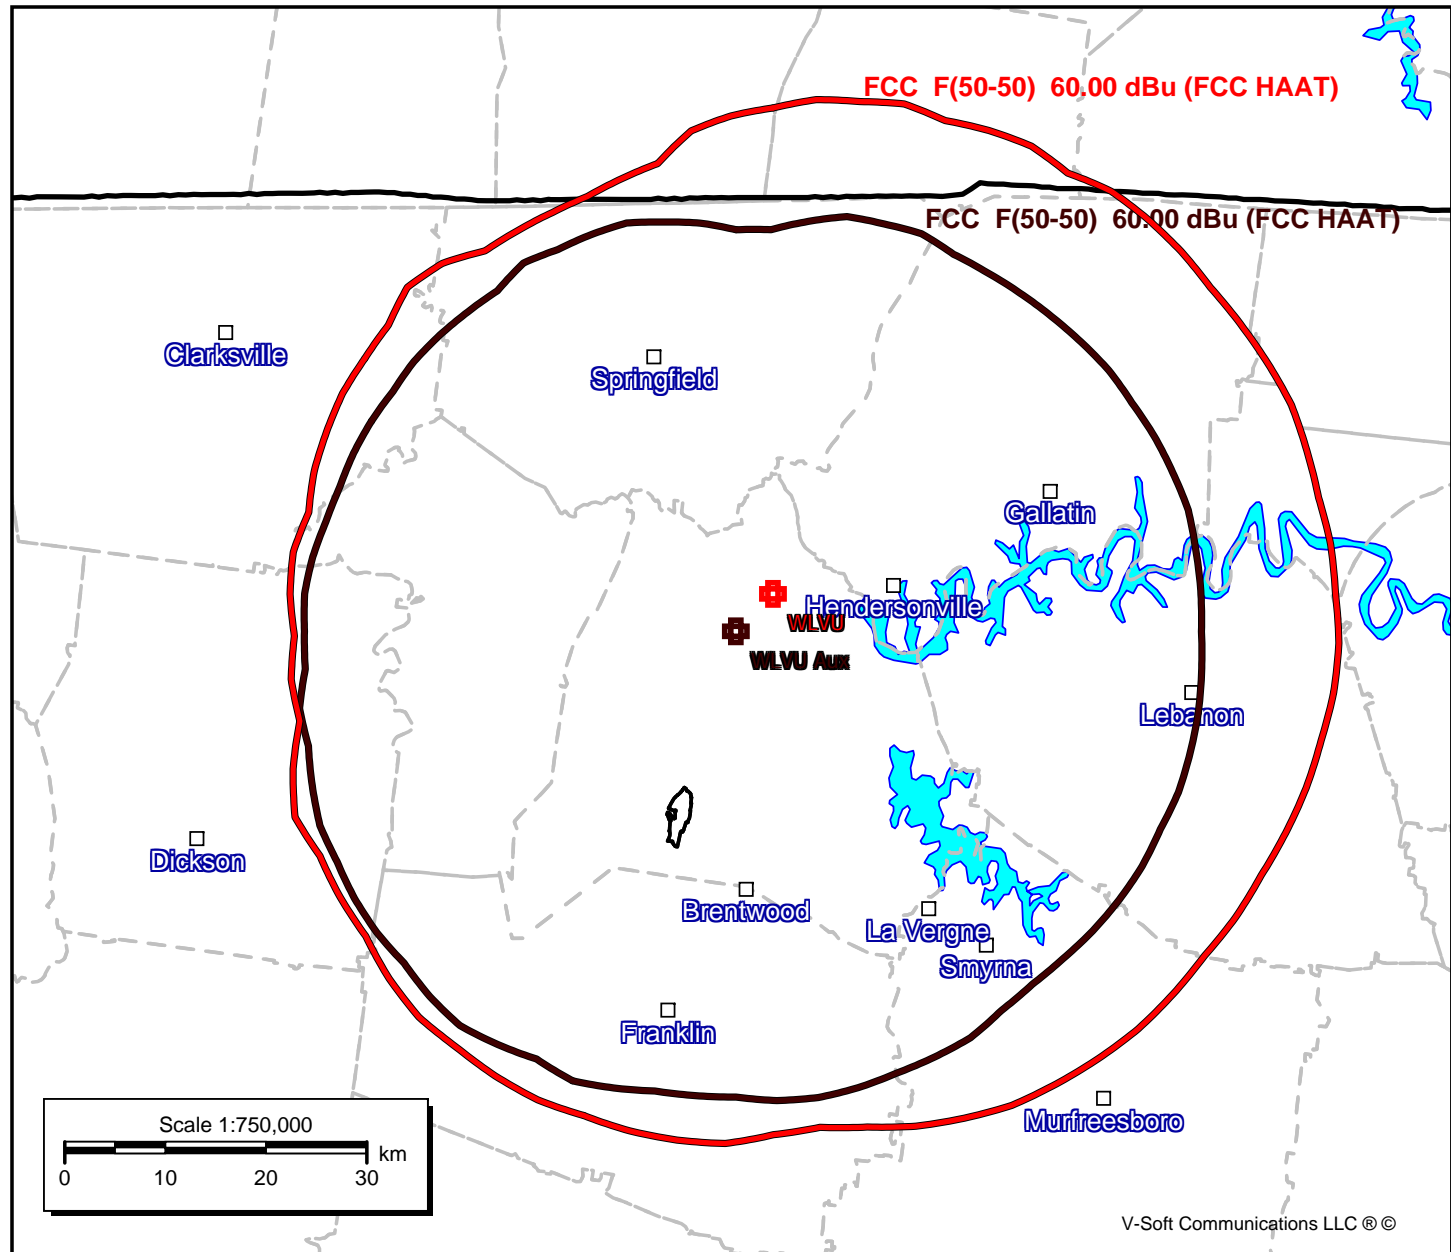 FCC F(50-50) 60.00 dBu (FCC HAAT)
FCC F(50-50) 60.00 dBu (FCC HAAT)
Clarksville
Springfield
Gallatin
Hendersonville
WLVU
WLVU Aux
Lebanon
Dickson
Brentwood
La Vergne
Smyrna
Franklin
Murfreesboro
Scale 1:750,000
km
0 10 20 30
V-Soft Communications LLC ® ©